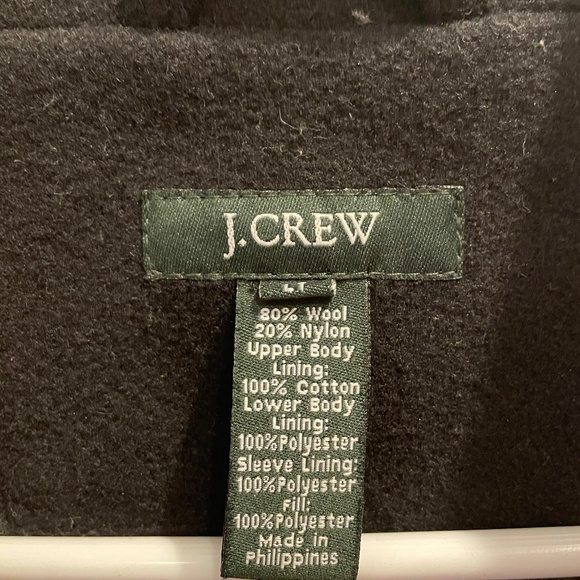 J.CREW
LT
80% Wool
20% Nylon
Upper Body
Lining:
100% Cotton
Lower Body
Lining:
100%Polyester
Sleeve Lining:
100%Polyester
Fill:
100%Polyester
Made in
Philippines